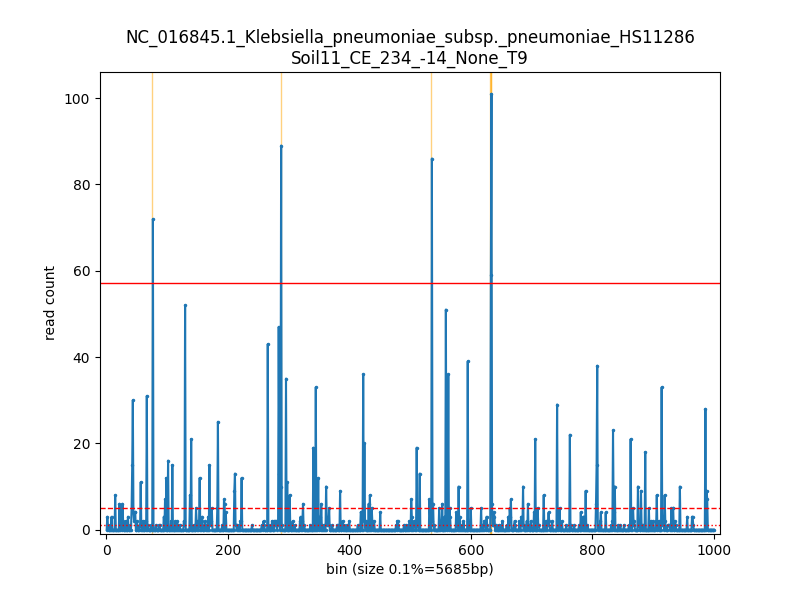 NC_016845.1_Klebsiella_pneumoniae_subsp._pneumoniae_HS11286
Soil11_CE_234_-14_None_T9
100
80
60
40
20
0
read count
0 200 400 600 800 1000
bin (size 0.1%=5685bp)